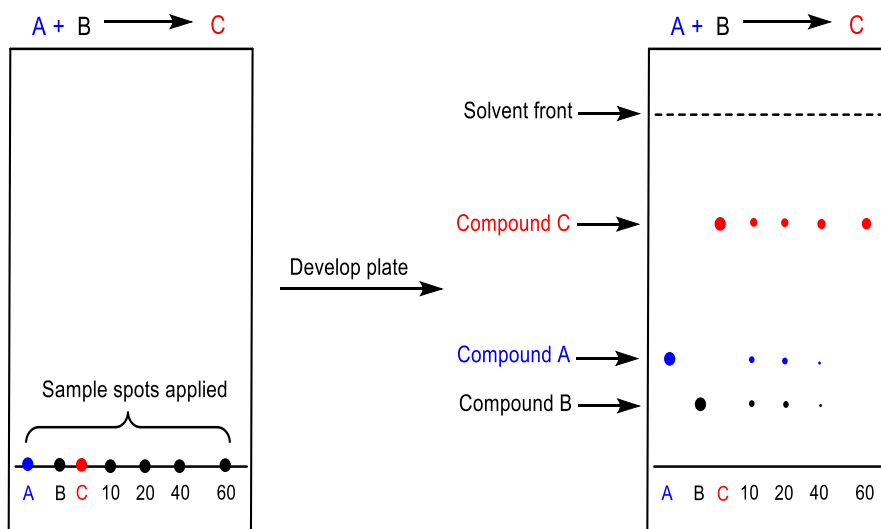 A + B C
A + B C
Solvent front
Compound C
Develop plate
Compound A
Sample spots applied
Compound B
A B C 10 20 40 60
A B C 10 20 40 60